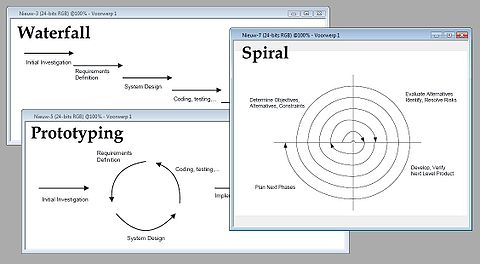 Nieuw-3 (24-bits RGB) @100% - Voorwerp 1
Waterfall
Initial Investigation
Requirements
Definition
System Design
Coding, testing,...
Nieuw-5 (24-bits RGB) @100% - Voorwerp 1
Prototyping
Requirements
Definition
Coding, testing,...
Initial Investigation
System Design
Nieuw-7 (24-bits RGB) @100% - Voorwerp 1
Spiral
Determine Objectives,
Alternatives, Constraints
Evaluate Alternatives
Identify, Resolve Risks
Develop, Verify
Next Level Product
Plan Next Phases